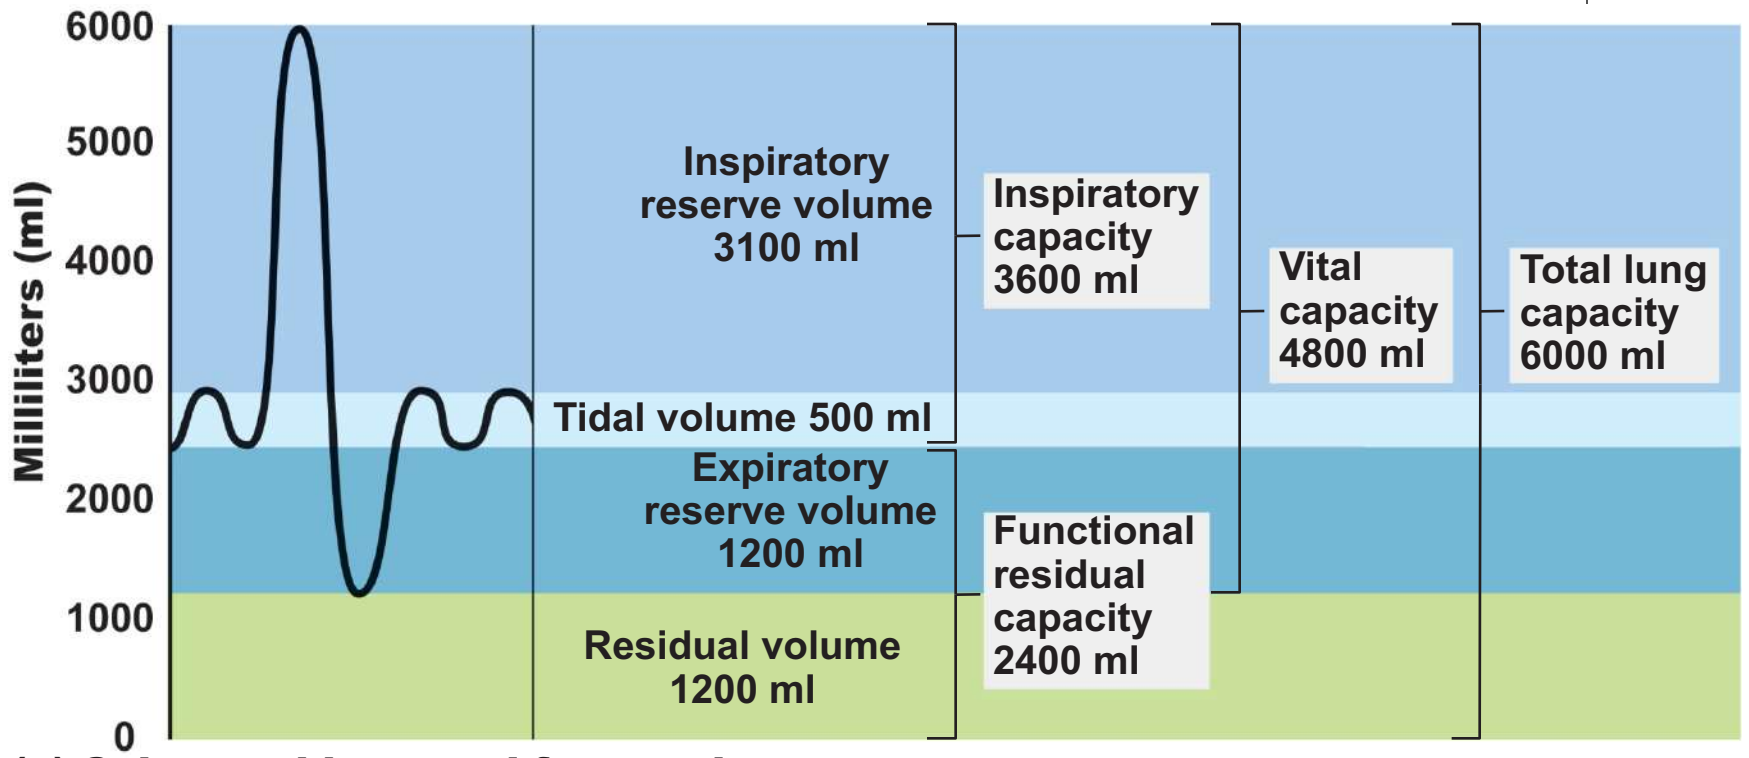 6000
5000
4000
3000
2000
1000
0
Milliliters (ml)
Inspiratory
reserve volume
3100 ml
Tidal volume 500 ml
Expiratory
reserve volume
1200 ml
Residual volume
1200 ml
Inspiratory
capacity
3600 ml
Functional
residual
capacity
2400 ml
Vital
capacity
4800 ml
Total lung
capacity
6000 ml